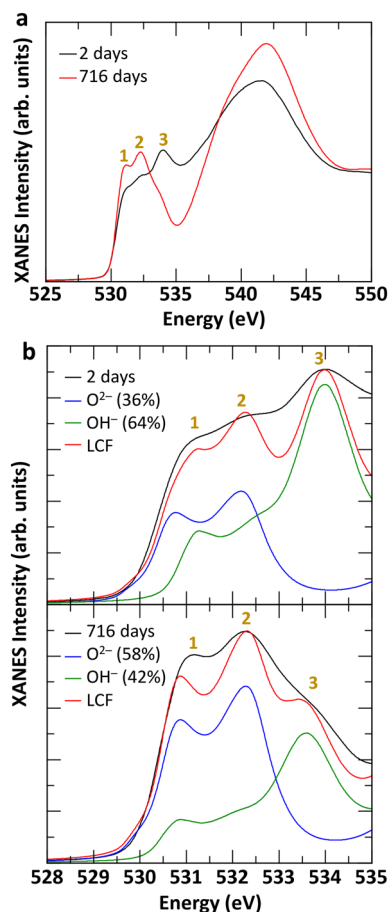 a
2 days
716 days
1
2
3
XANES Intensity (arb. units)
525 530 535 540 545 550
Energy (eV)
b
2 days
O²⁻ (36%)
OH⁻ (64%)
LCF
1
2
3
716 days
O²⁻ (58%)
OH⁻ (42%)
LCF
1
2
3
XANES Intensity (arb. units)
528 529 530 531 532 533 534 535
Energy (eV)